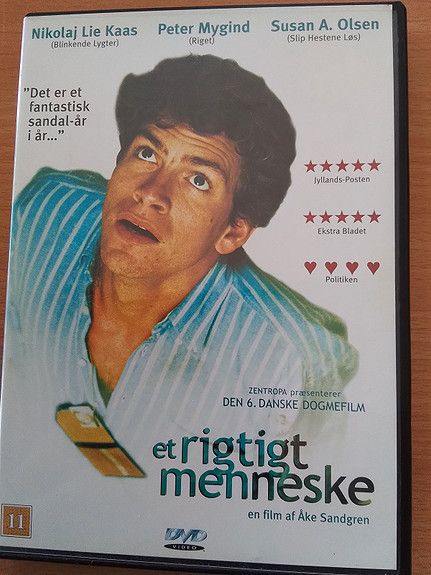 Nikolaj Lie Kaas
(Blinkende Lygter)
Peter Mygind
(Riget)
Susan A. Olsen
(Slip Hestene Løs)
"Det er et
fantastisk
sandal-år
i år..."
★★★★★
Jyllands-Posten
★★★★★
Ekstra Bladet
♥ ♥ ♥ ♥
Politiken
ZENTROPA præsenterer
DEN 6. DANSKE DOGMEFILM
et rigtigt
menneske
en film af Åke Sandgren
11
DVD
VIDEO